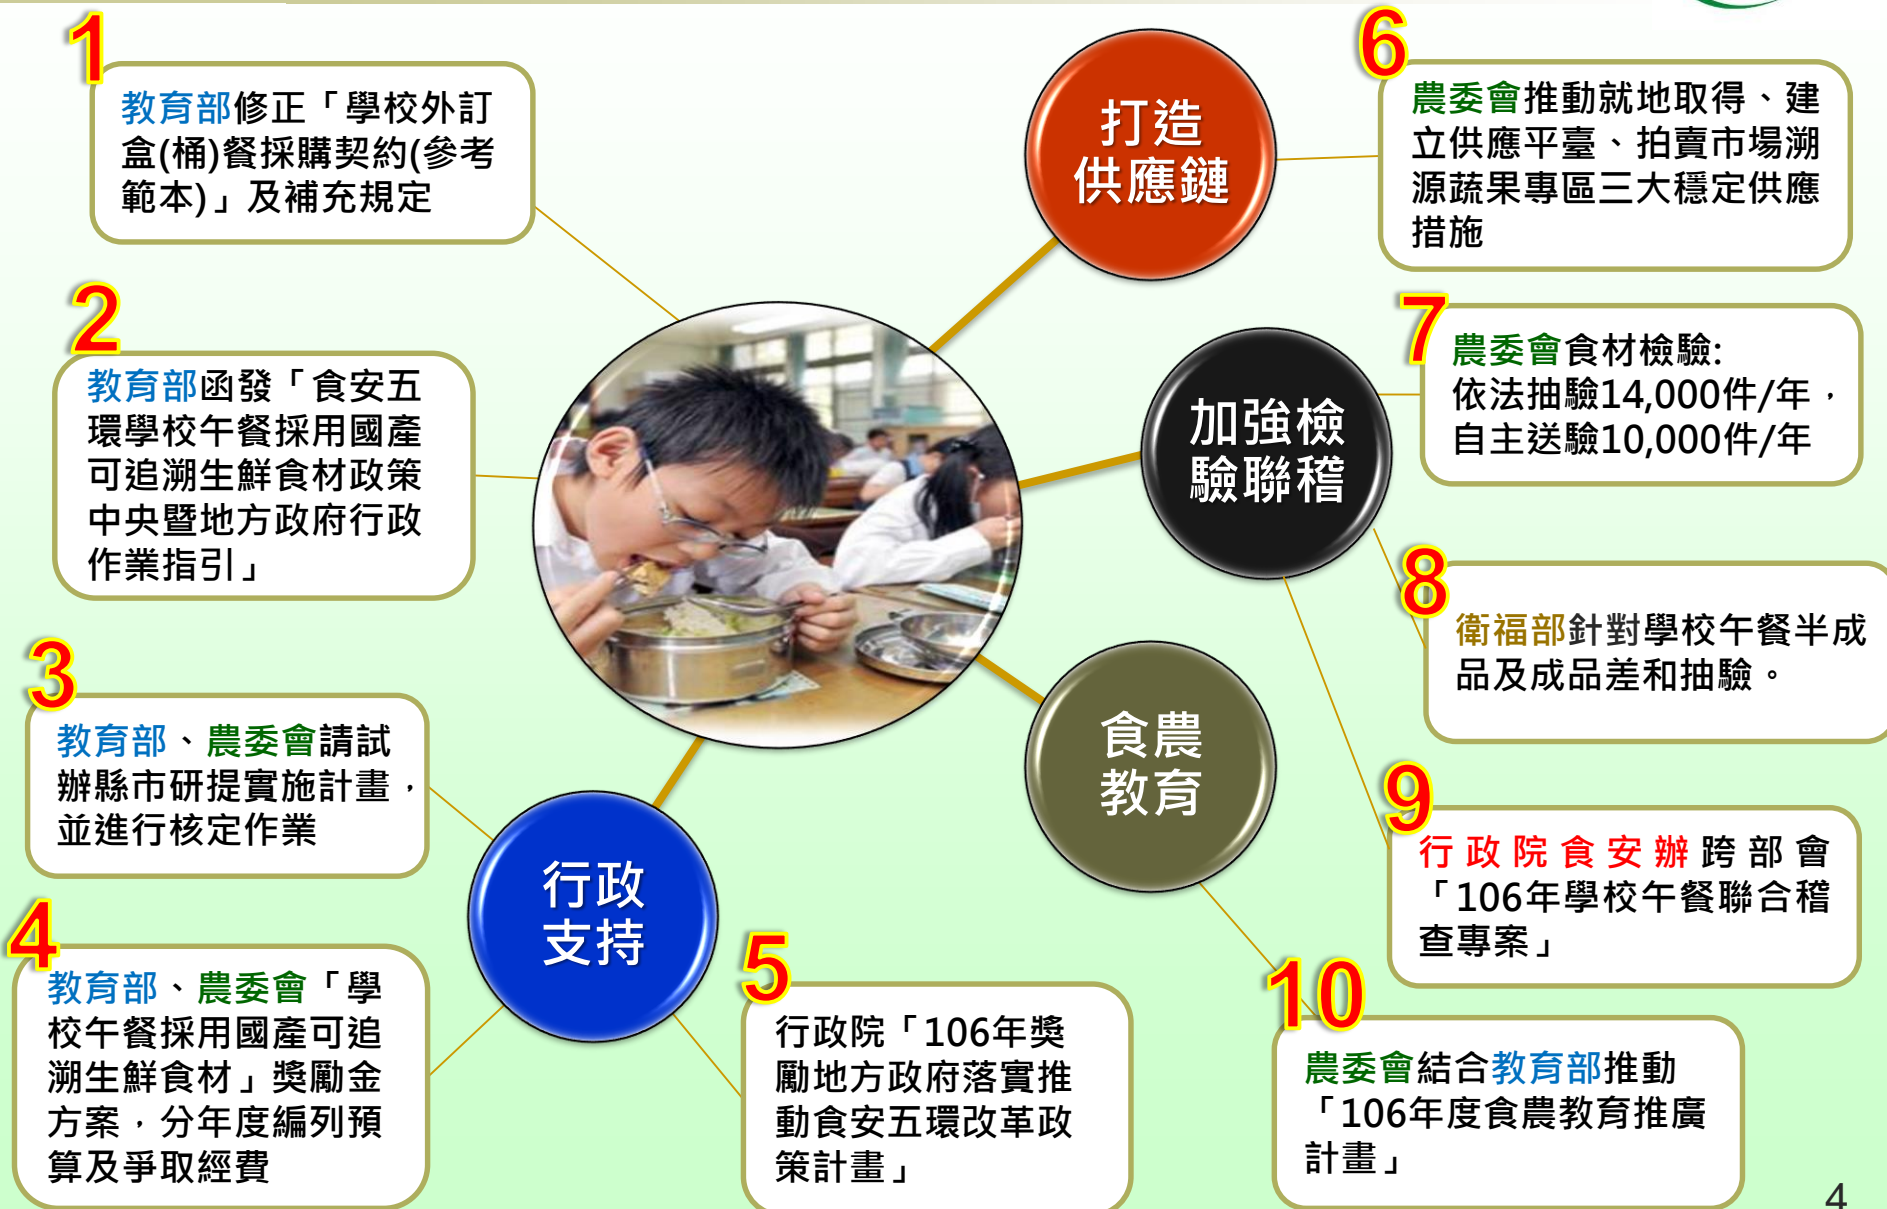 1
教育部修正「學校外訂
盒(桶)餐採購契約(參考
範本)」及補充規定
2
教育部函發「食安五
環學校午餐採用國產
可追溯生鮮食材政策
中央暨地方政府行政
作業指引」
3
教育部、農委會請試
辦縣市研提實施計畫，
並進行核定作業
4
教育部、農委會「學
校午餐採用國產可追
溯生鮮食材」獎勵金
方案，分年度編列預
算及爭取經費
行政
支持
5
行政院「106年獎
勵地方政府落實推
動食安五環改革政
策計畫」
打造
供應鏈
6
農委會推動就地取得、建
立供應平臺、拍賣市場溯
源蔬果專區三大穩定供應
措施
加強檢
驗聯稽
7
農委會食材檢驗:
依法抽驗14,000件/年，
自主送驗10,000件/年
8
衛福部針對學校午餐半成
品及成品差和抽驗。
9
行政院食安辦跨部會
「106年學校午餐聯合稽
查專案」
食農
教育
10
農委會結合教育部推動
「106年度食農教育推廣
計畫」
4